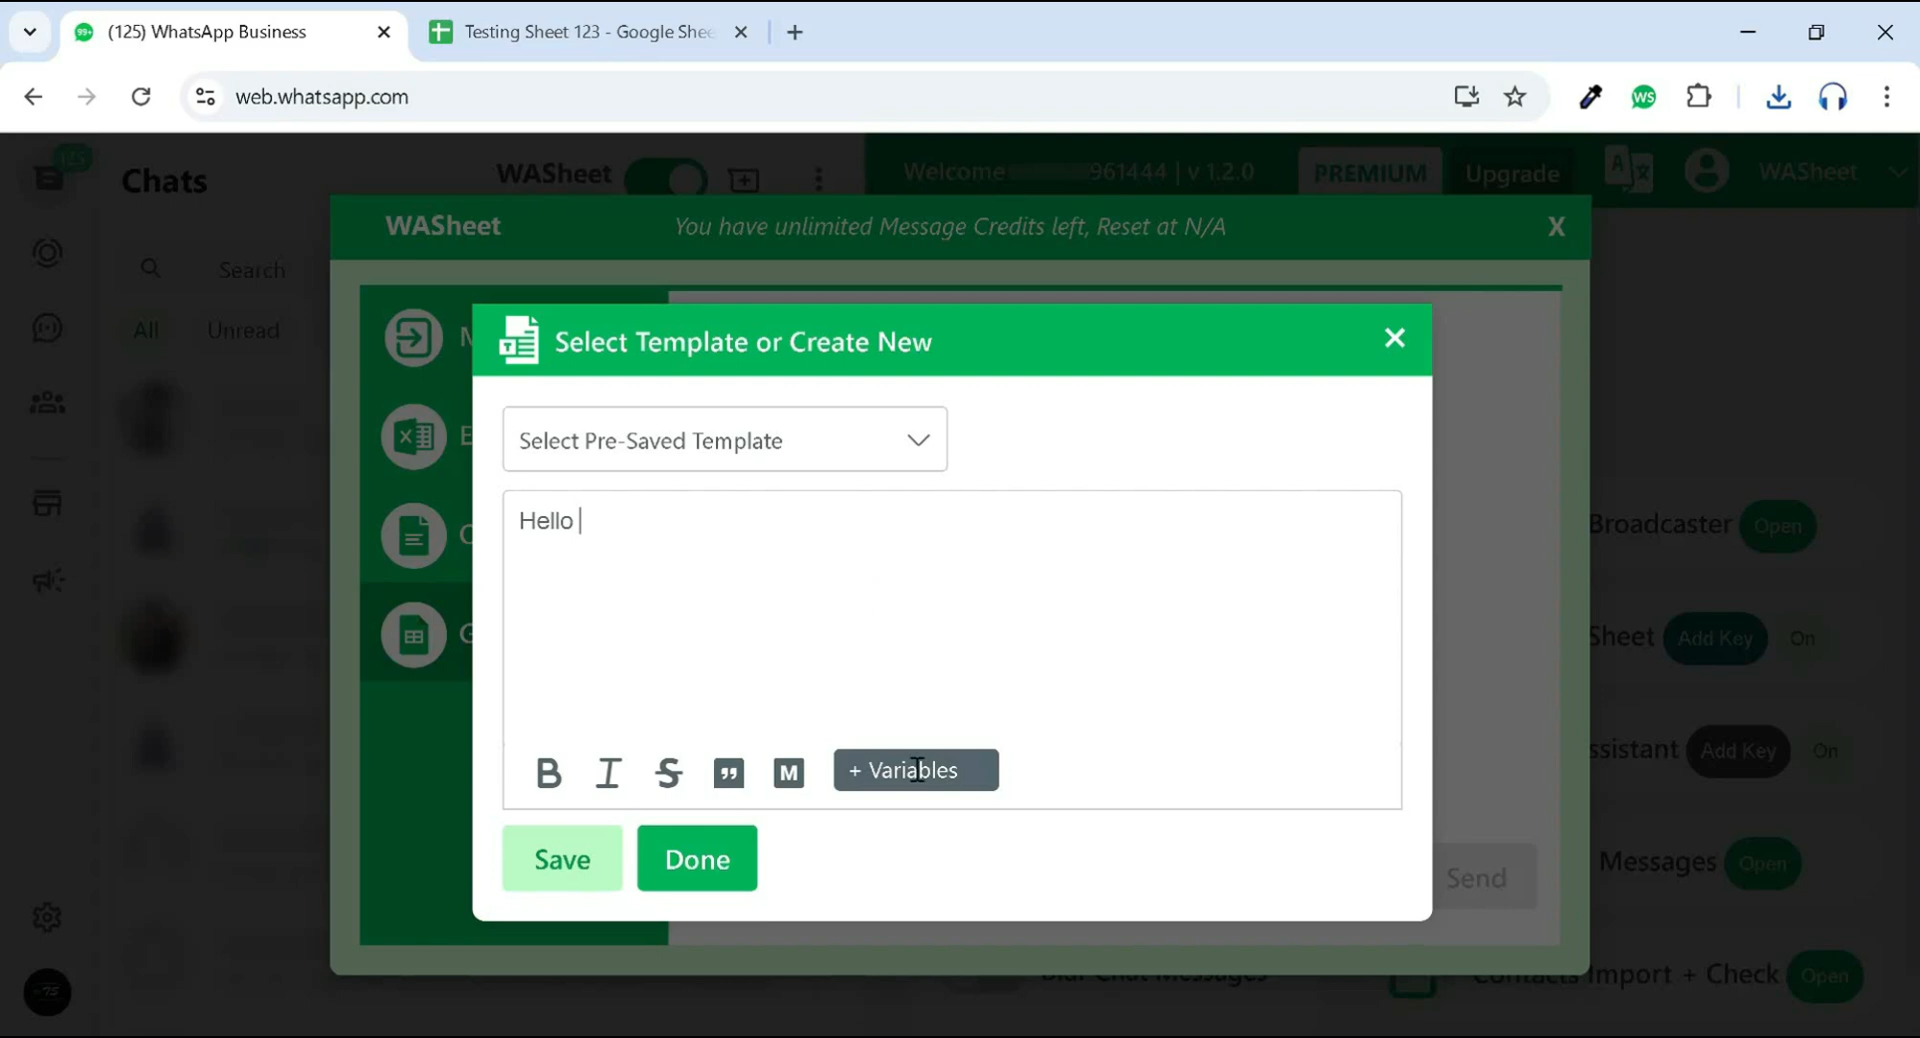 (125) WhatsApp Business
Testing Sheet 123 - Google Shee
web.whatsapp.com
125
Chats
WASheet
Welcome 961444 | v 1.2.0
PREMIUM
Upgrade
WASheet
WASheet
You have unlimited Message Credits left, Reset at N/A
X
Search
All
Unread
Select Template or Create New
Select Pre-Saved Template
Hello
B I S M + Variables
Save
Done
Send
Broadcaster Open
Sheet Add Key On
ssistant Add Key On
Messages Open
Contacts Import + Check Open